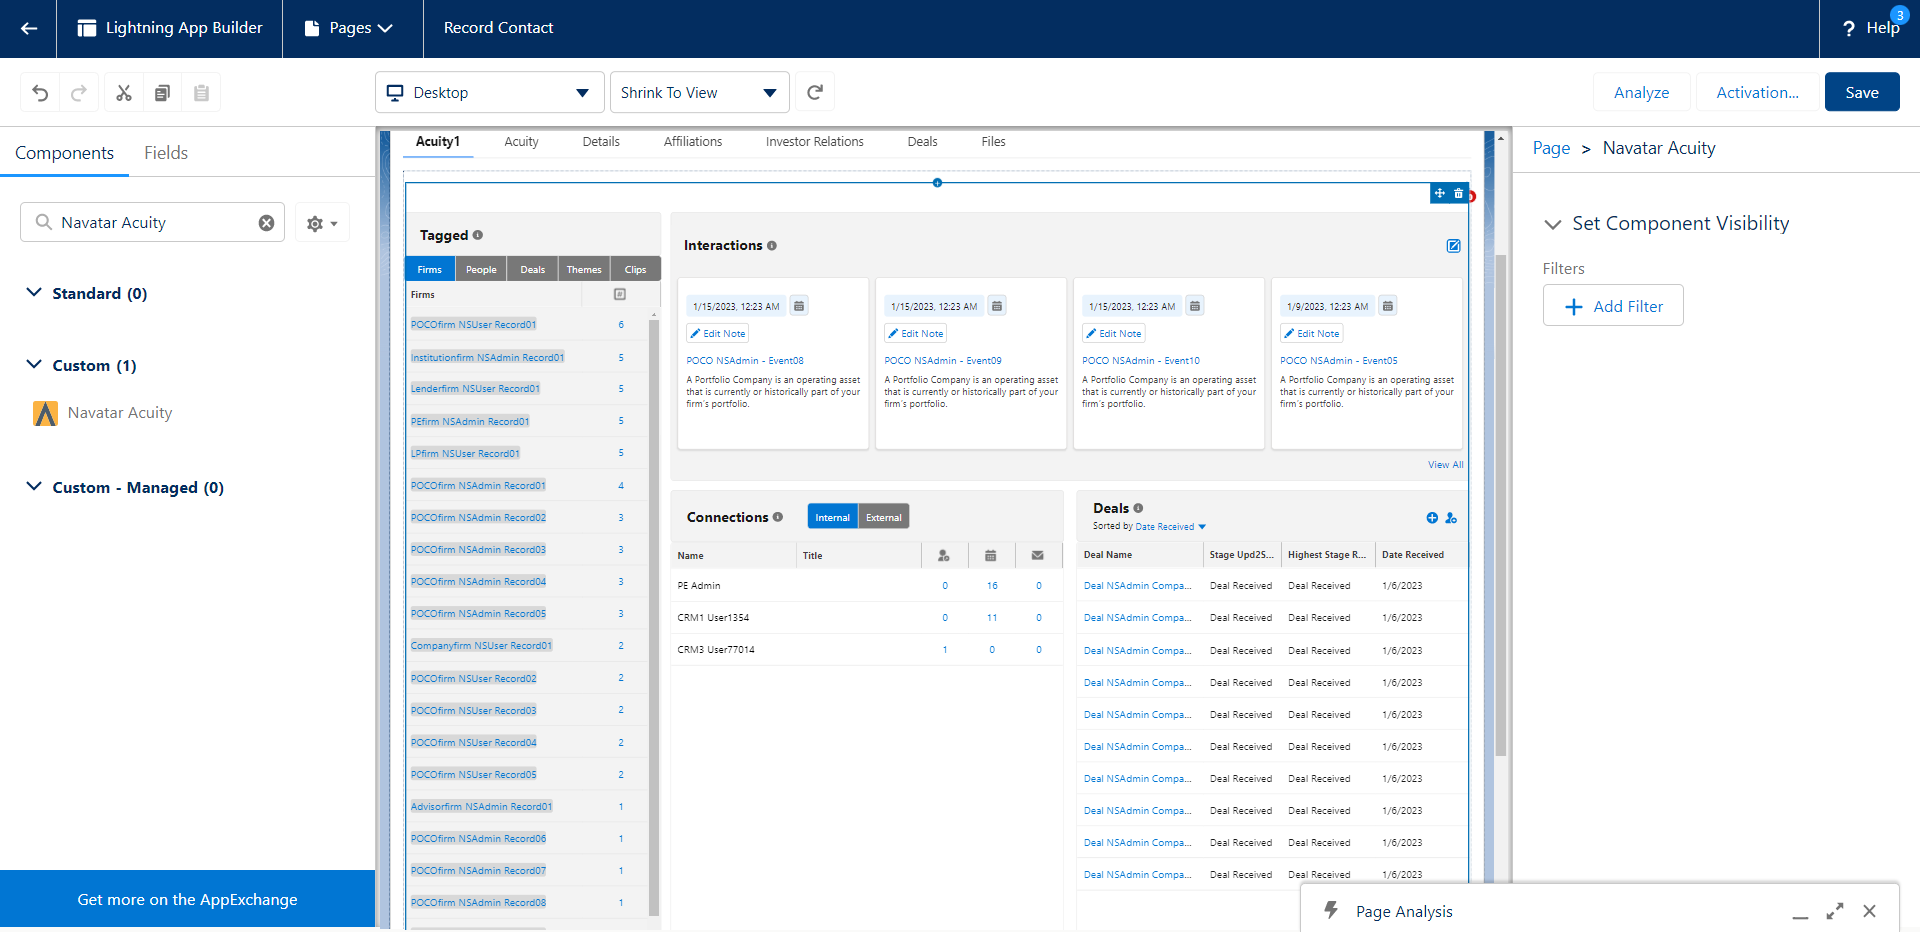 Lightning App Builder
Pages
Record Contact
? Help
3
Desktop
Shrink To View
Analyze
Activation...
Save
Components
Fields
Navatar Acuity
Standard (0)
Custom (1)
Navatar Acuity
Custom - Managed (0)
Get more on the AppExchange
Acuity1
Acuity
Details
Affiliations
Investor Relations
Deals
Files
Tagged
Firms
People
Deals
Themes
Clips
Firms
POCOfirm NSUser Record01 6
Institutionfirm NSAdmin Record01 5
Lenderfirm NSUser Record01 5
PEfirm NSAdmin Record01 5
LPfirm NSUser Record01 5
POCOfirm NSAdmin Record01 4
POCOfirm NSAdmin Record02 3
POCOfirm NSAdmin Record03 3
POCOfirm NSAdmin Record04 3
POCOfirm NSAdmin Record05 3
Companyfirm NSUser Record01 2
POCOfirm NSUser Record02 2
POCOfirm NSUser Record03 2
POCOfirm NSUser Record04 2
POCOfirm NSUser Record05 2
Advisorfirm NSAdmin Record01 1
POCOfirm NSAdmin Record06 1
POCOfirm NSAdmin Record07 1
POCOfirm NSAdmin Record08 1
Interactions
1/15/2023, 12:23 AM
Edit Note
POCO NSAdmin - Event08
A Portfolio Company is an operating asset
that is currently or historically part of your
firm's portfolio.
1/15/2023, 12:23 AM
Edit Note
POCO NSAdmin - Event09
A Portfolio Company is an operating asset
that is currently or historically part of your
firm's portfolio.
1/15/2023, 12:23 AM
Edit Note
POCO NSAdmin - Event10
A Portfolio Company is an operating asset
that is currently or historically part of your
firm's portfolio.
1/9/2023, 12:23 AM
Edit Note
POCO NSAdmin - Event05
A Portfolio Company is an operating asset
that is currently or historically part of your
firm's portfolio.
View All
Connections
Internal
External
Name Title
PE Admin 0 16 0
CRM1 User1354 0 11 0
CRM3 User77014 1 0 0
Deals
Sorted by Date Received
Deal Name Stage Upd2S... Highest Stage R... Date Received
Deal NSAdmin Compa... Deal Received Deal Received 1/6/2023
Deal NSAdmin Compa... Deal Received Deal Received 1/6/2023
Deal NSAdmin Compa... Deal Received Deal Received 1/6/2023
Deal NSAdmin Compa... Deal Received Deal Received 1/6/2023
Deal NSAdmin Compa... Deal Received Deal Received 1/6/2023
Deal NSAdmin Compa... Deal Received Deal Received 1/6/2023
Deal NSAdmin Compa... Deal Received Deal Received 1/6/2023
Deal NSAdmin Compa... Deal Received Deal Received 1/6/2023
Deal NSAdmin Compa... Deal Received Deal Received 1/6/2023
Deal NSAdmin Compa... Deal Received Deal Received 1/6/2023
Page > Navatar Acuity
Set Component Visibility
Filters
Add Filter
Page Analysis